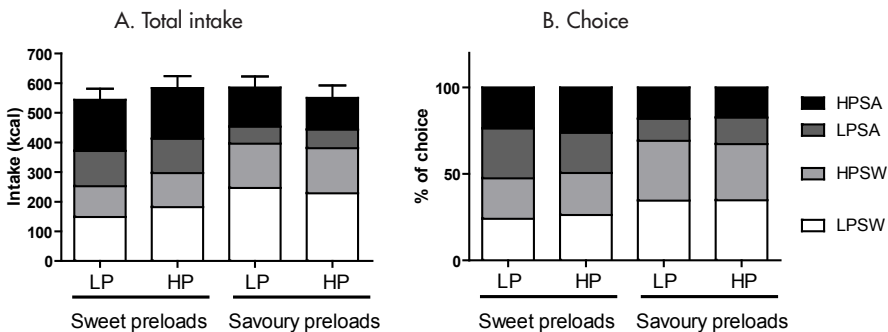 A. Total intake
B. Choice
Intake (kcal)
700
600
500
400
300
200
100
0
LP HP LP HP
Sweet preloads Savoury preloads
% of choice
100
50
0
LP HP LP HP
Sweet preloads Savoury preloads
HPSA
LPSA
HPSW
LPSW